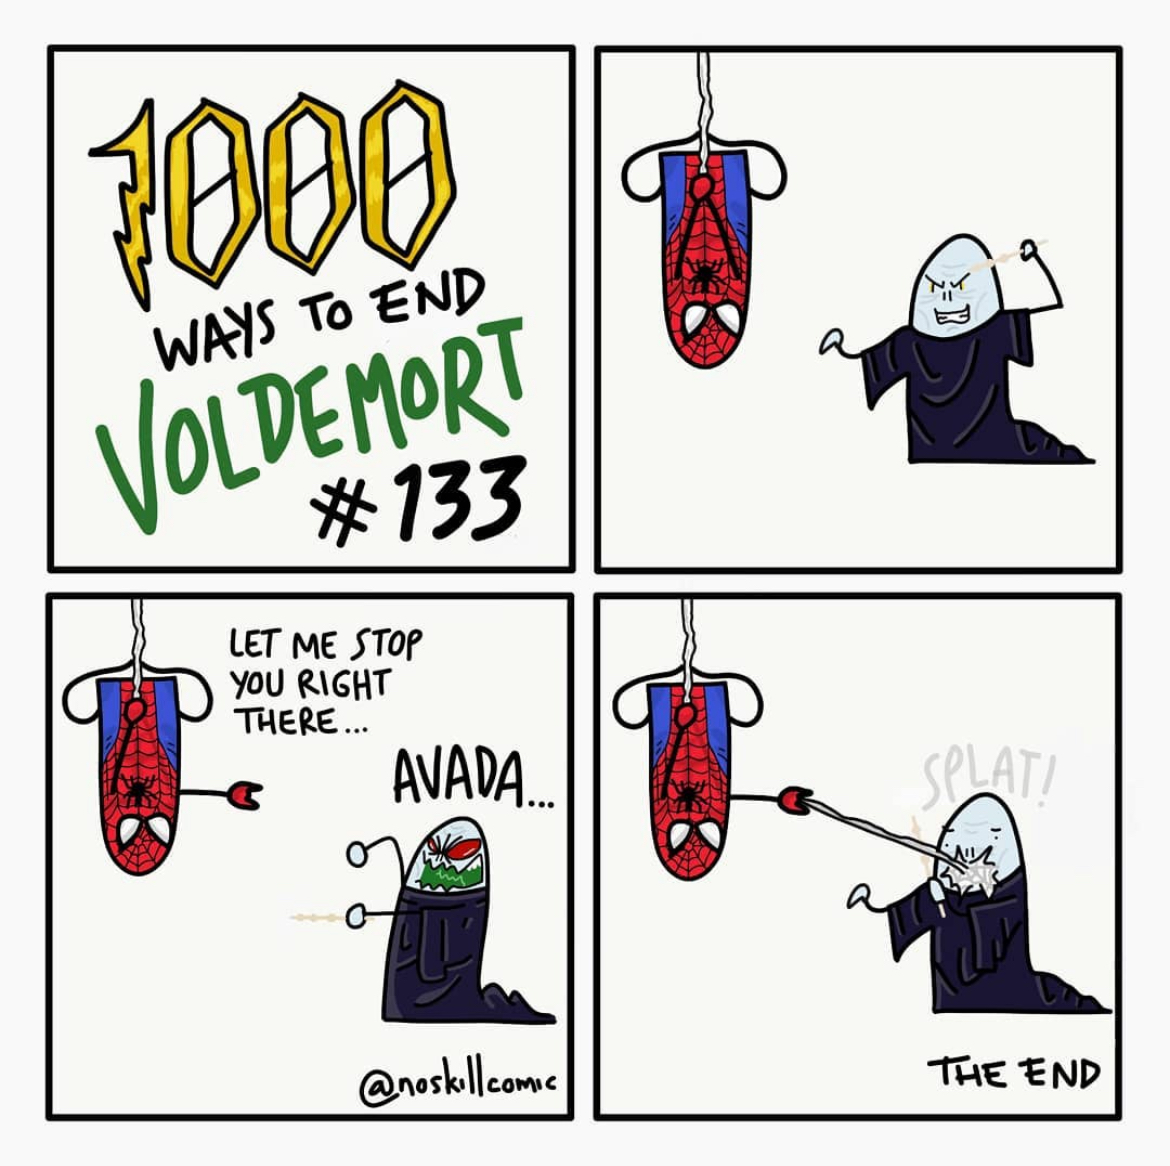 1000
WAYS TO END
VOLDEMORT
#133
LET ME STOP
YOU RIGHT
THERE...
AVADA...
@noskillcomic
SPLAT!
THE END